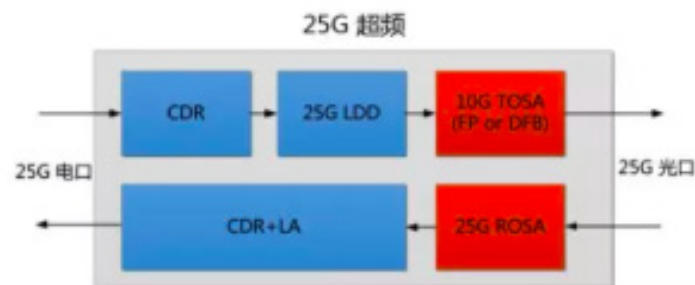 25G 超频
CDR
25G LDD
10G TOSA
(FP or DFB)
25G 电口
25G 光口
CDR+LA
25G ROSA